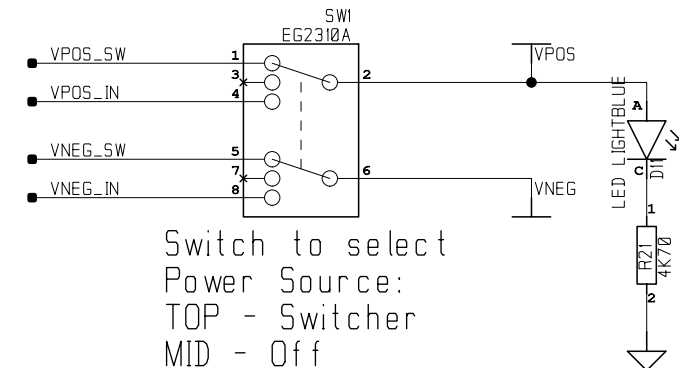 SW1
EG2310A
VPOS_SW
1
3
2
VPOS
VPOS_IN
4
A
LED LIGHTBLUE
D11
C
VNEG_SW
5
7
6
VNEG_IN
8
VNEG
1
R21
4K70
2
Switch to select
Power Source:
TOP - Switcher
MID - Off